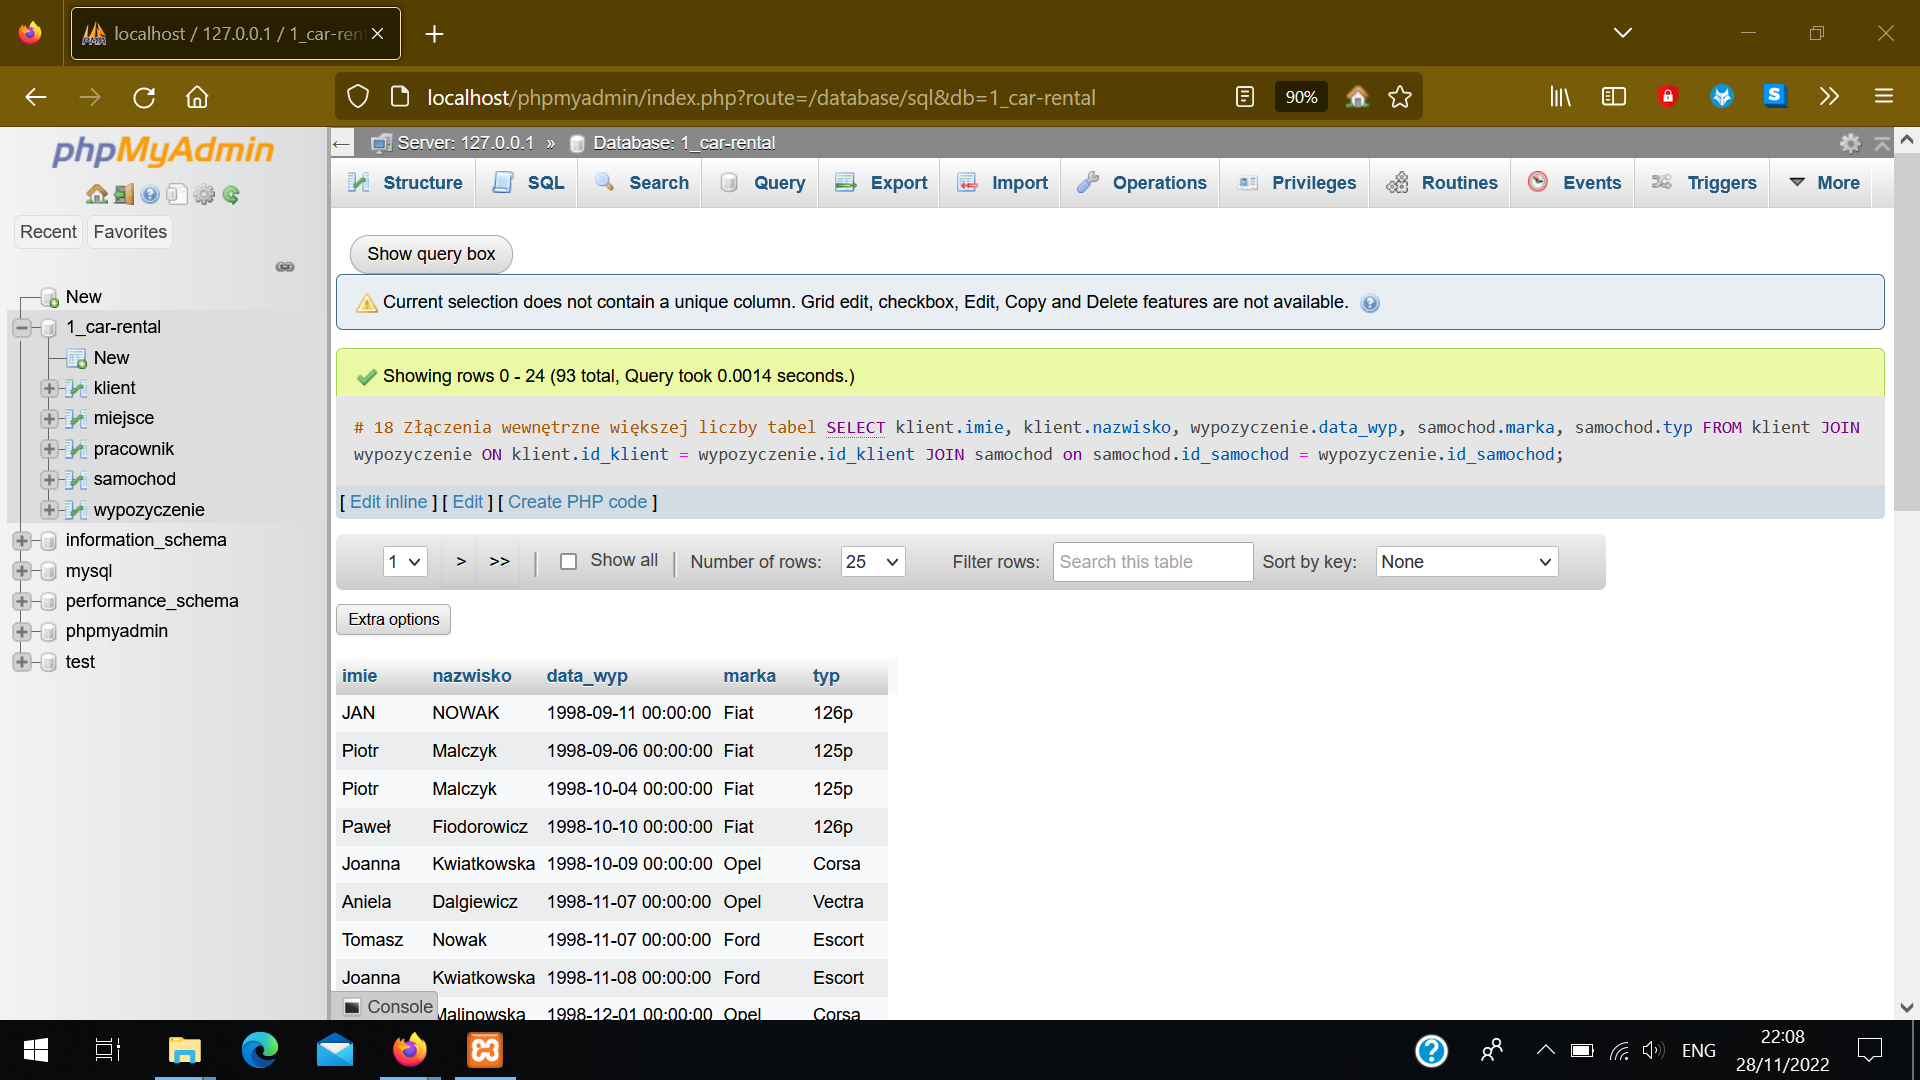 localhost / 127.0.0.1 / 1_car-ren
localhost/phpmyadmin/index.php?route=/database/sql&db=1_car-rental
90%
phpMyAdmin
Recent
Favorites
New
1_car-rental
New
klient
miejsce
pracownik
samochod
wypozyczenie
information_schema
mysql
performance_schema
phpmyadmin
test
Server: 127.0.0.1 » Database: 1_car-rental
Structure SQL Search Query Export Import Operations Privileges Routines Events Triggers More
Show query box
Current selection does not contain a unique column. Grid edit, checkbox, Edit, Copy and Delete features are not available.
Showing rows 0 - 24 (93 total, Query took 0.0014 seconds.)
# 18 Złączenia wewnętrzne większej liczby tabel SELECT klient.imie, klient.nazwisko, wypozyczenie.data_wyp, samochod.marka, samochod.typ FROM klient JOIN
wypozyczenie ON klient.id_klient = wypozyczenie.id_klient JOIN samochod on samochod.id_samochod = wypozyczenie.id_samochod;
[ Edit inline ] [ Edit ] [ Create PHP code ]
1 > >> | Show all | Number of rows: 25 Filter rows: Search this table Sort by key: None
Extra options
imie nazwisko data_wyp marka typ
JAN NOWAK 1998-09-11 00:00:00 Fiat 126p
Piotr Malczyk 1998-09-06 00:00:00 Fiat 125p
Piotr Malczyk 1998-10-04 00:00:00 Fiat 125p
Paweł Fiodorowicz 1998-10-10 00:00:00 Fiat 126p
Joanna Kwiatkowska 1998-10-09 00:00:00 Opel Corsa
Aniela Dalgiewicz 1998-11-07 00:00:00 Opel Vectra
Tomasz Nowak 1998-11-07 00:00:00 Ford Escort
Joanna Kwiatkowska 1998-11-08 00:00:00 Ford Escort
Malinowska 1998-12-01 00:00:00 Opel Corsa
Console
ENG
22:08
28/11/2022